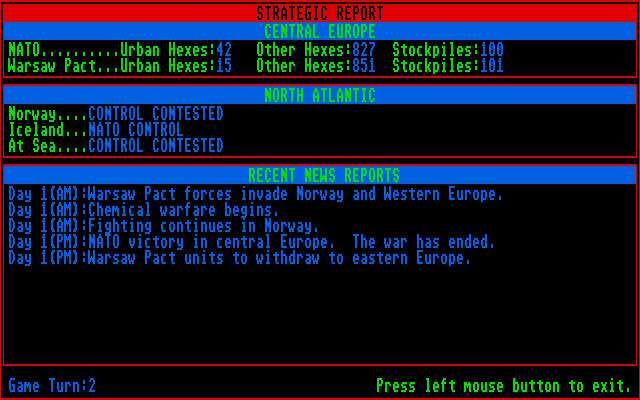 STRATEGIC REPORT
CENTRAL EUROPE
NATO..........Urban Hexes:42 Other Hexes:827 Stockpiles:100
Warsaw Pact...Urban Hexes:15 Other Hexes:851 Stockpiles:101
NORTH ATLANTIC
Norway....CONTROL CONTESTED
Iceland...NATO CONTROL
At Sea....CONTROL CONTESTED
RECENT NEWS REPORTS
Day 1(AM):Warsaw Pact forces invade Norway and Western Europe.
Day 1(AM):Chemical warfare begins.
Day 1(AM):Fighting continues in Norway.
Day 1(PM):NATO victory in central Europe.  The war has ended.
Day 1(PM):Warsaw Pact units to withdraw to eastern Europe.
Game Turn:2 Press left mouse button to exit.